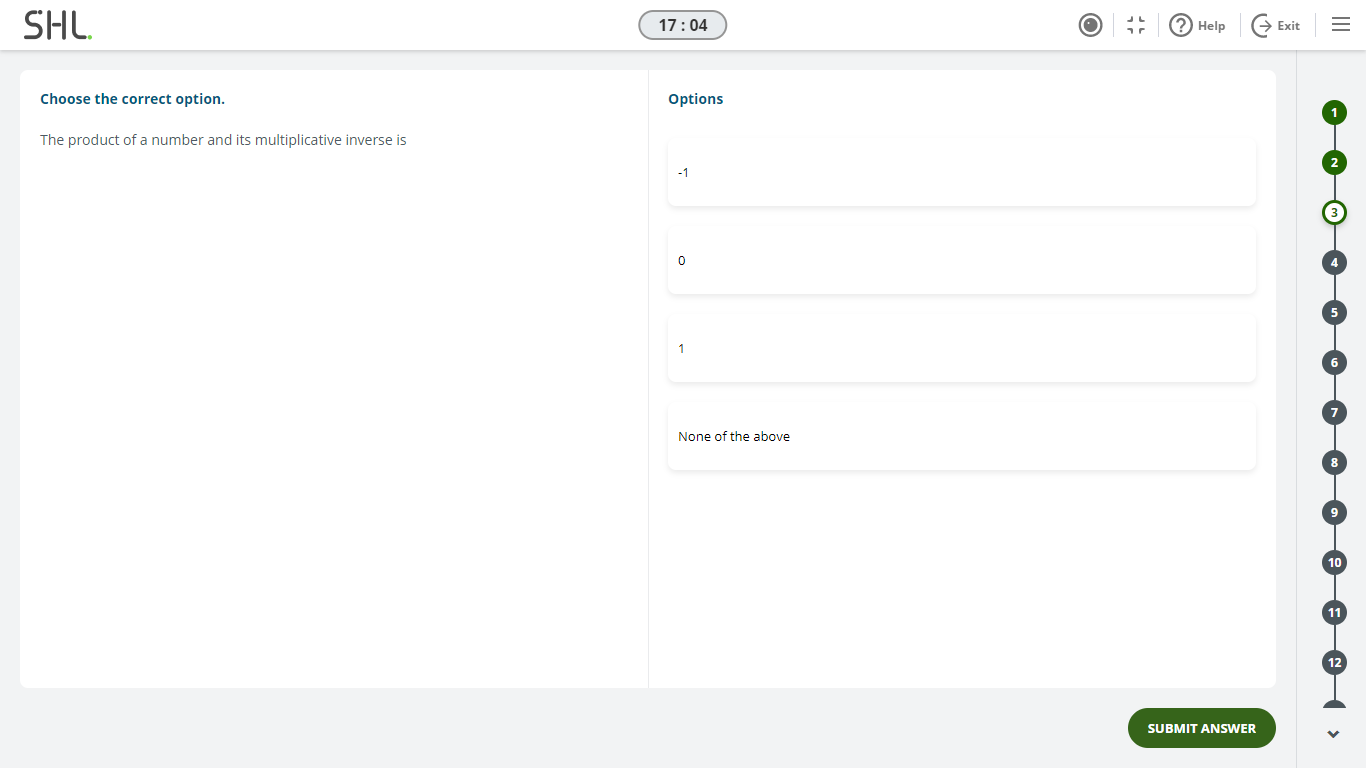 SHL.
17 : 04
Help
Exit
Choose the correct option.
The product of a number and its multiplicative inverse is
Options
-1
0
1
None of the above
1
2
3
4
5
6
7
8
9
10
11
12
SUBMIT ANSWER